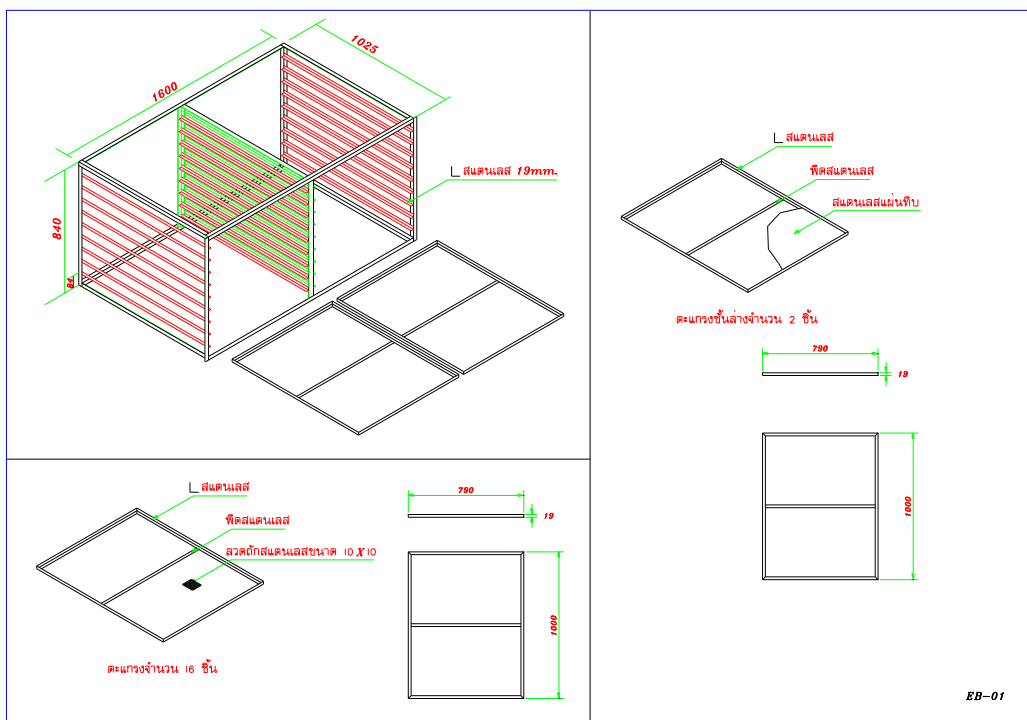 1600
1025
840
84
L สแตนเลส 19mm.
L สแตนเลส
พืดสแตนเลส
สแตนเลสแผ่นทึบ
ตะแกรงชั้นล่างจำนวน 2 ชิ้น
790
19
1000
L สแตนเลส
พืดสแตนเลส
ลวดถักสแตนเลสขนาด 10 X 10
ตะแกรงจำนวน 16 ชิ้น
790
19
1000
EB-01